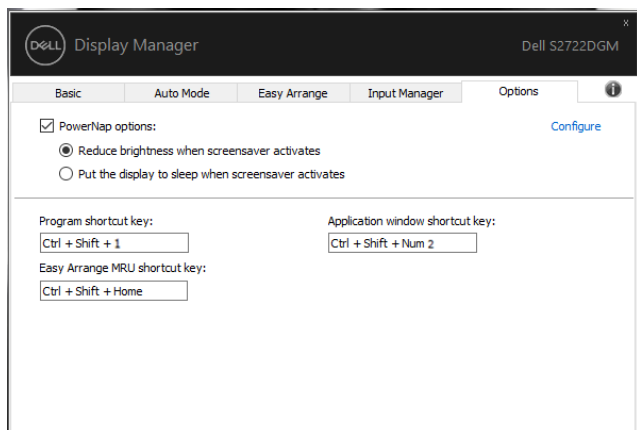 x
DELL Display Manager Dell S2722DGM
Basic Auto Mode Easy Arrange Input Manager Options i
PowerNap options: Configure
Reduce brightness when screensaver activates
Put the display to sleep when screensaver activates
Program shortcut key: Application window shortcut key:
Ctrl + Shift + 1 Ctrl + Shift + Num 2
Easy Arrange MRU shortcut key:
Ctrl + Shift + Home